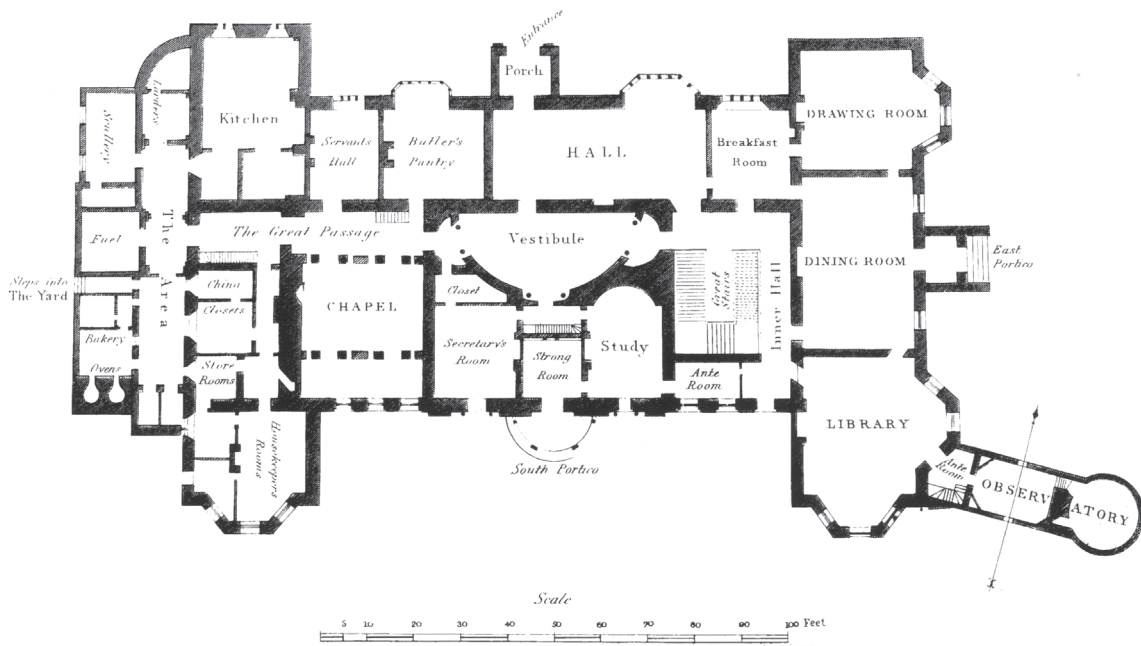 Entrance
Porch
Larders
Scullery
Kitchen
Servants
Hall
Butler's
Pantry
HALL
Breakfast
Room
DRAWING ROOM
The Area
Fuel
The Great Passage
Vestibule
Inner Hall
Great
Stairs
DINING ROOM
East
Portico
Steps into
The Yard
China
Closets
CHAPEL
Closet
Bakery
Ovens
Store
Rooms
Secretary's
Room
Strong
Room
Study
Ante
Room
LIBRARY
Housekeepers
Rooms
South Portico
Ante
Room
OBSERVATORY
Scale
5 10 20 30 40 50 60 70 80 90 100 Feet